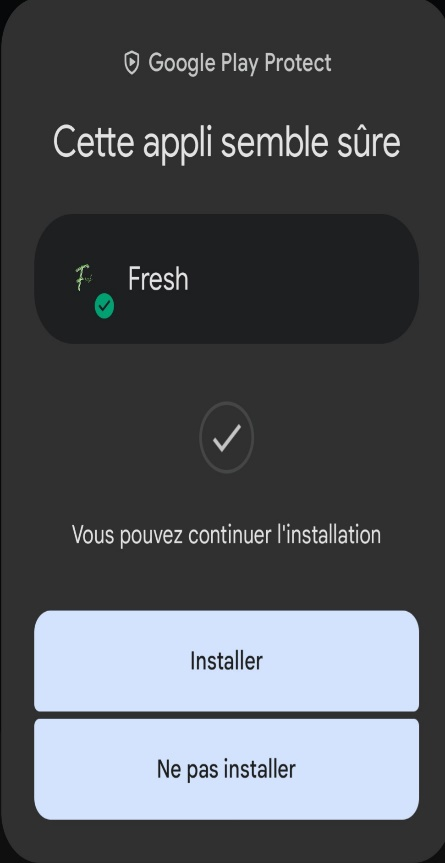 Google Play Protect
Cette appli semble sûre
Fresh
Vous pouvez continuer l'installation
Installer
Ne pas installer